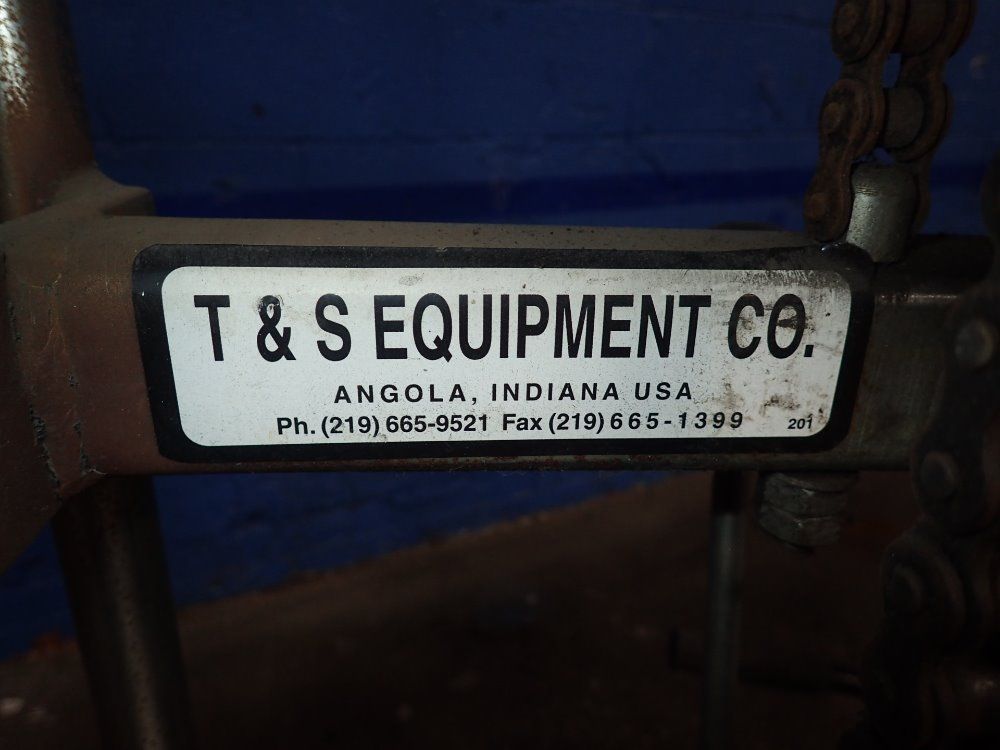 T & S EQUIPMENT CO.
ANGOLA, INDIANA USA
Ph. (219) 665-9521 Fax (219) 665-1399 201